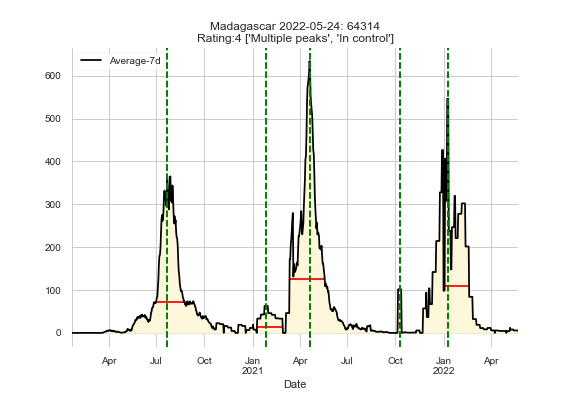 Madagascar 2022-05-24: 64314
Rating:4 ['Multiple peaks', 'In control']
Average-7d
600
500
400
300
200
100
0
Apr Jul Oct Jan Apr Jul Oct Jan Apr
2021 2022
Date